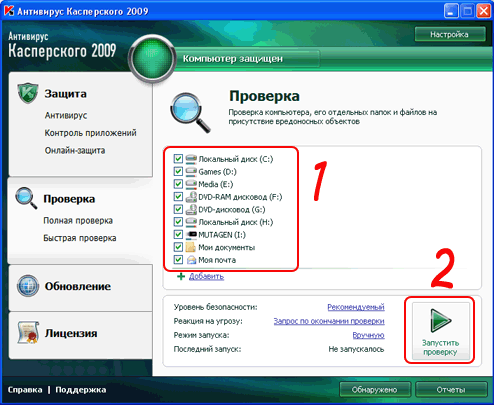 Антивирус Касперского 2009
Антивирус
Касперского 2009
Настройка
Компьютер защищен
Защита
Антивирус
Контроль приложений
Онлайн-защита
Проверка
Полная проверка
Быстрая проверка
Обновление
Лицензия
Проверка
Проверка компьютера, его отдельных папок и файлов на
присутствие вредоносных объектов
Локальный диск (C:)
Games (D:)
Media (E:)
DVD-RAM дисковод (F:)
DVD-дисковод (G:)
Локальный диск (H:)
MUTAGEN (I:)
Мои документы
Моя почта
Добавить
1
Уровень безопасности: Рекомендуемый
Реакция на угрозу: Запрос по окончании проверки
Режим запуска: Вручную
Последний запуск: Не запускалось
2
Запустить
проверку
Справка | Поддержка
Обнаружено
Отчеты